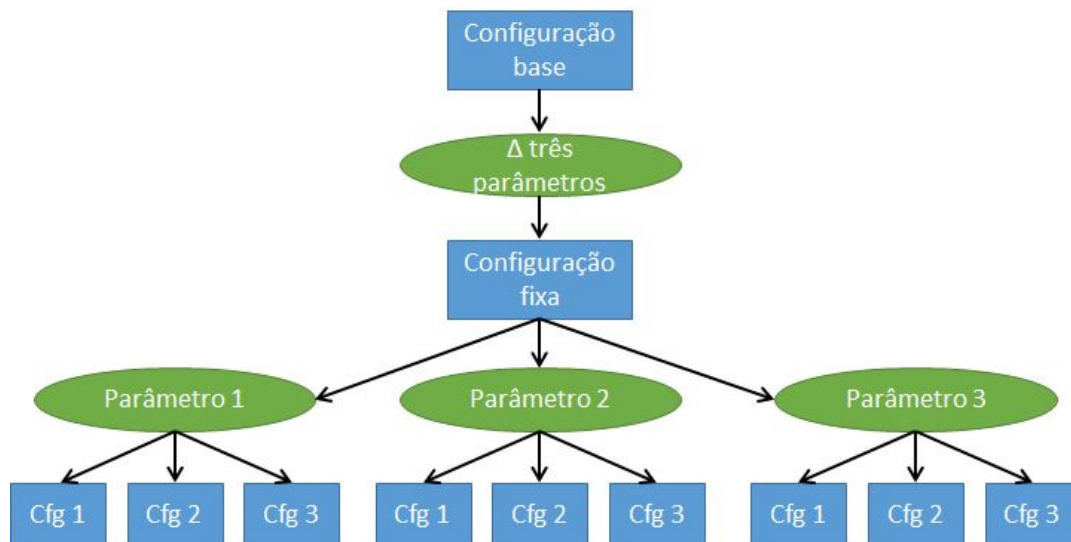 Configuração
base
Δ três
parâmetros
Configuração
fixa
Parâmetro 1
Parâmetro 2
Parâmetro 3
Cfg 1
Cfg 2
Cfg 3
Cfg 1
Cfg 2
Cfg 3
Cfg 1
Cfg 2
Cfg 3